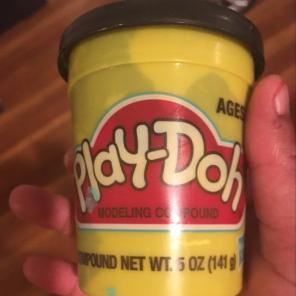 AGES
Play-Doh
MODELING COMPOUND
COMPOUND NET WT. 5 OZ (141 g)